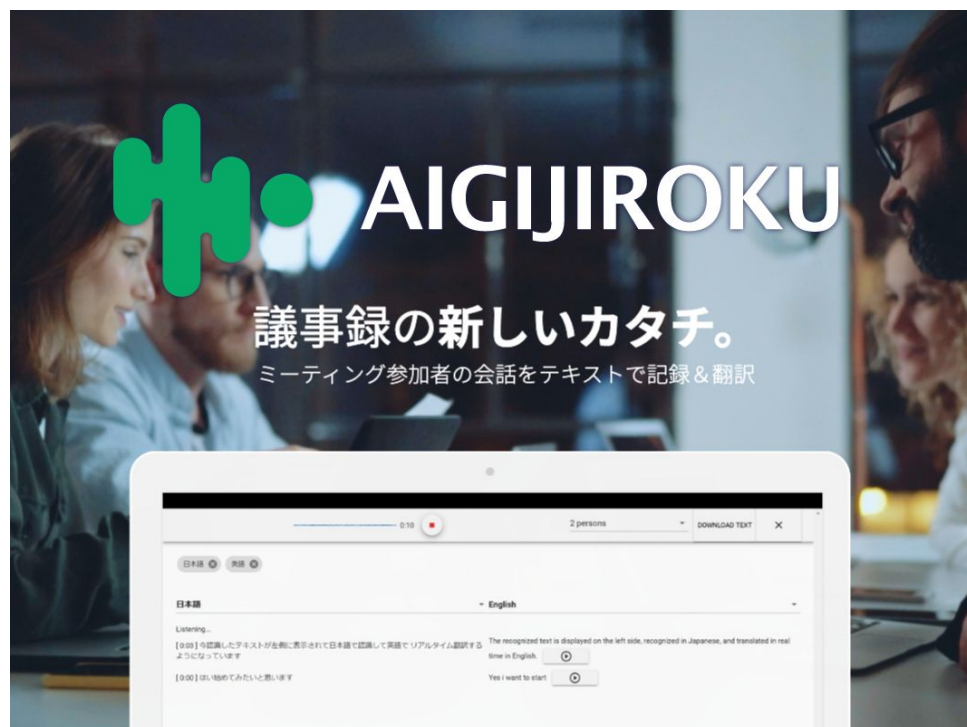 AIGIJIROKU
議事録の新しいカタチ。
ミーティング参加者の会話をテキストで記録&翻訳
0:10
2 persons
DOWNLOAD TEXT
日本語
英語
日本語
English
Listening...
[0:03] 今認識したテキストが左側に表示されて日本語で認識して英語で リアルタイム翻訳する
ようになっています
The recognized text is displayed on the left side, recognized in Japanese, and translated in real
time in English.
[0:00] はい始めてみたいと思います
Yes i want to start